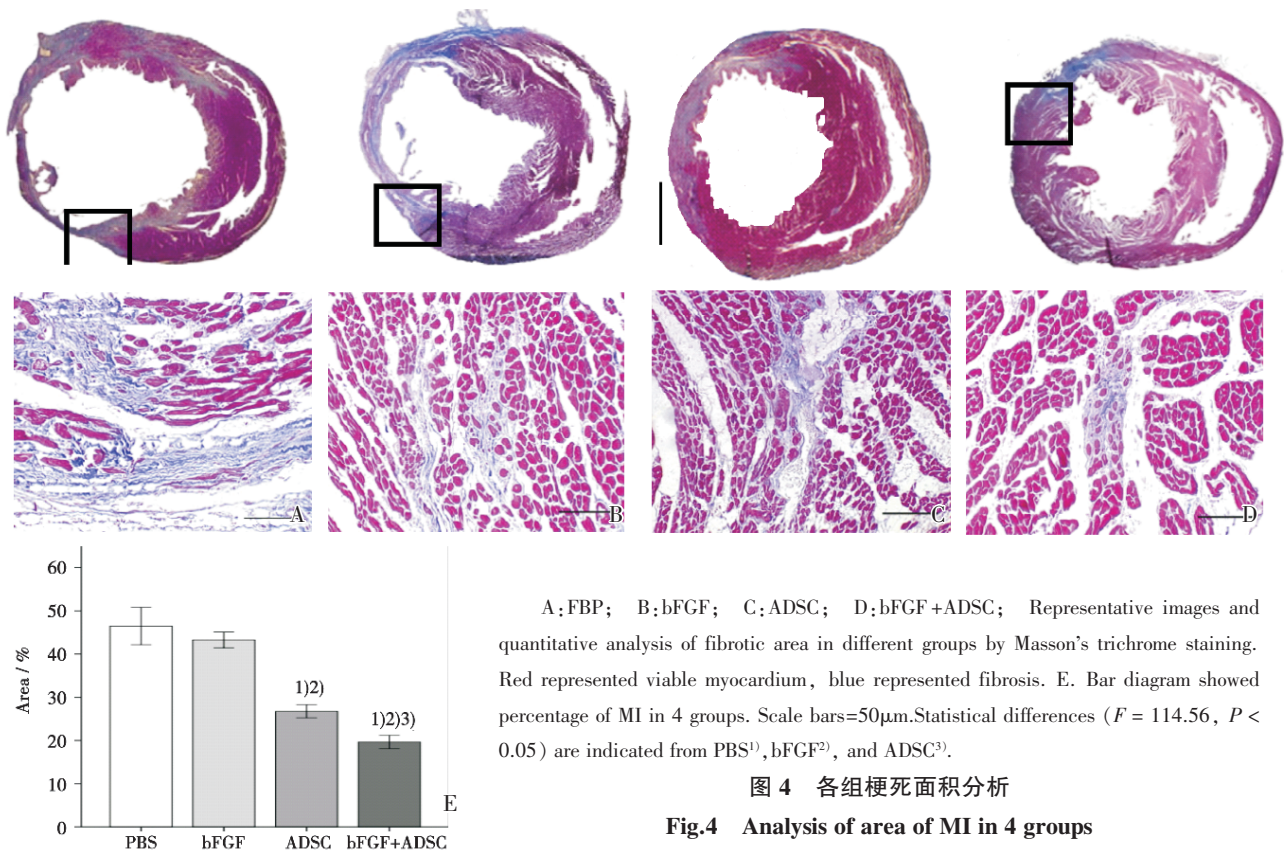 A
B
C
D
60
50
40
30
20
10
0
Area / %
1)2)
1)2)3)
E
PBS
bFGF
ADSC
bFGF+ADSC
A:FBP; B:bFGF; C:ADSC; D:bFGF+ADSC; Representative images and
quantitative analysis of fibrotic area in different groups by Masson's trichrome staining.
Red represented viable myocardium, blue represented fibrosis. E. Bar diagram showed
percentage of MI in 4 groups. Scale bars=50μm.Statistical differences (F = 114.56, P <
0.05) are indicated from PBS¹⁾, bFGF²⁾, and ADSC³⁾.
图 4 各组梗死面积分析
Fig.4 Analysis of area of MI in 4 groups